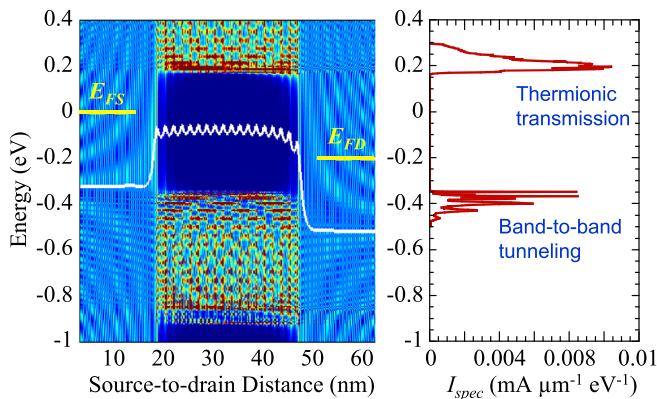 0.4
0.2
0
-0.2
-0.4
-0.6
-0.8
-1
Energy (eV)
E_FS
E_FD
10 20 30 40 50 60
Source-to-drain Distance (nm)
0.4
0.2
0
-0.2
-0.4
-0.6
-0.8
-1
Thermionic
transmission
Band-to-band
tunneling
0 0.004 0.008 0.01
I_spec (mA µm⁻¹ eV⁻¹)